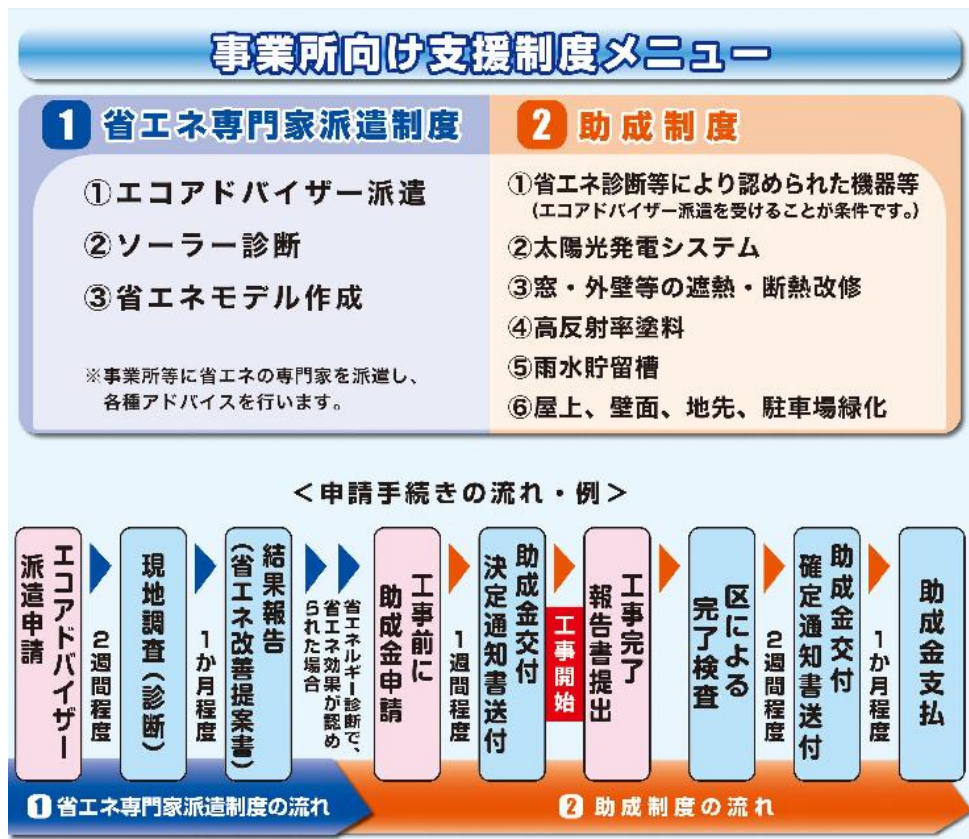 事業所向け支援制度メニュー
1 省エネ専門家派遣制度
①エコアドバイザー派遣
②ソーラー診断
③省エネモデル作成
※事業所等に省エネの専門家を派遣し、
各種アドバイスを行います。
2 助成制度
①省エネ診断等により認められた機器等
(エコアドバイザー派遣を受けることが条件です。)
②太陽光発電システム
③窓・外壁等の遮熱・断熱改修
④高反射率塗料
⑤雨水貯留槽
⑥屋上、壁面、地先、駐車場緑化
＜申請手続きの流れ・例＞
エコアドバイザー
派遣申請
2週間程度
現地調査(診断)
1か月程度
結果報告
(省エネ改善提案書)
省エネルギー診断で、
省エネ効果が認め
られた場合
工事前に
助成金申請
1週間程度
助成金交付
決定通知書送付
工事開始
工事完了
報告書提出
区による
完了検査
2週間程度
助成金交付
確定通知書送付
1か月程度
助成金支払
1 省エネ専門家派遣制度の流れ
2 助成制度の流れ